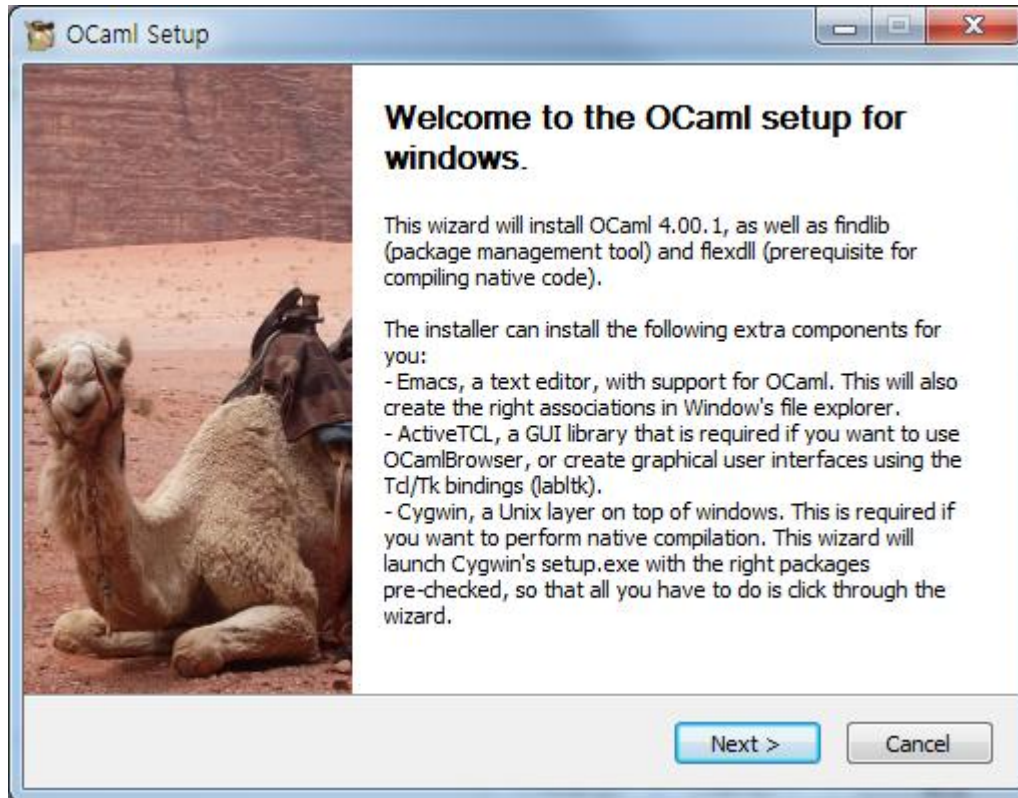 OCaml Setup
Welcome to the OCaml setup for
windows.
This wizard will install OCaml 4.00.1, as well as findlib
(package management tool) and flexdll (prerequisite for
compiling native code).
The installer can install the following extra components for
you:
- Emacs, a text editor, with support for OCaml. This will also
create the right associations in Window's file explorer.
- ActiveTCL, a GUI library that is required if you want to use
OCamlBrowser, or create graphical user interfaces using the
Tcl/Tk bindings (labltk).
- Cygwin, a Unix layer on top of windows. This is required if
you want to perform native compilation. This wizard will
launch Cygwin's setup.exe with the right packages
pre-checked, so that all you have to do is click through the
wizard.
Next >
Cancel